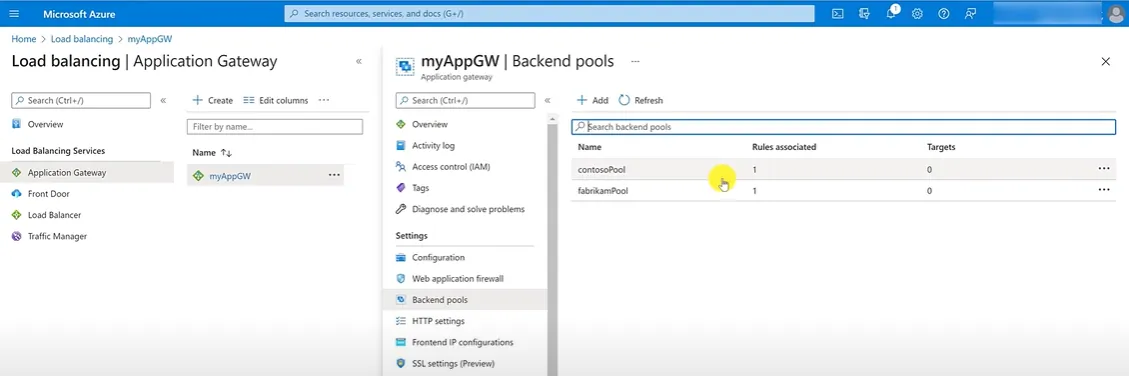 Microsoft Azure
Search resources, services, and docs (G+/)
1
Home > Load balancing > myAppGW
Load balancing | Application Gateway
«
Search (Ctrl+/)
«
Overview
Load Balancing Services
Application Gateway
Front Door
Load Balancer
Traffic Manager
+ Create
Edit columns
...
Filter by name...
Name ↑↓
myAppGW
...
myAppGW | Backend pools
...
Application gateway
Search (Ctrl+/)
«
Overview
Activity log
Access control (IAM)
Tags
Diagnose and solve problems
Settings
Configuration
Web application firewall
Backend pools
HTTP settings
Frontend IP configurations
SSL settings (Preview)
+ Add
Refresh
Search backend pools
Name Rules associated Targets
contosoPool 1 0 ...
fabrikamPool 1 0 ...